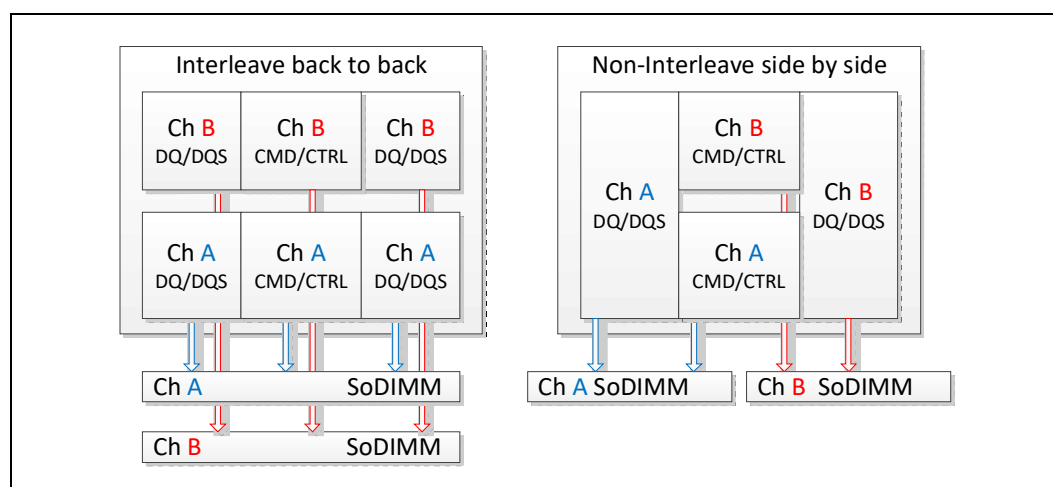 Interleave back to back
Ch B
DQ/DQS
Ch B
CMD/CTRL
Ch B
DQ/DQS
Ch A
DQ/DQS
Ch A
CMD/CTRL
Ch A
DQ/DQS
Ch A SoDIMM
Ch B SoDIMM
Non-Interleave side by side
Ch A
DQ/DQS
Ch B
CMD/CTRL
Ch A
CMD/CTRL
Ch B
DQ/DQS
Ch A SoDIMM
Ch B SoDIMM